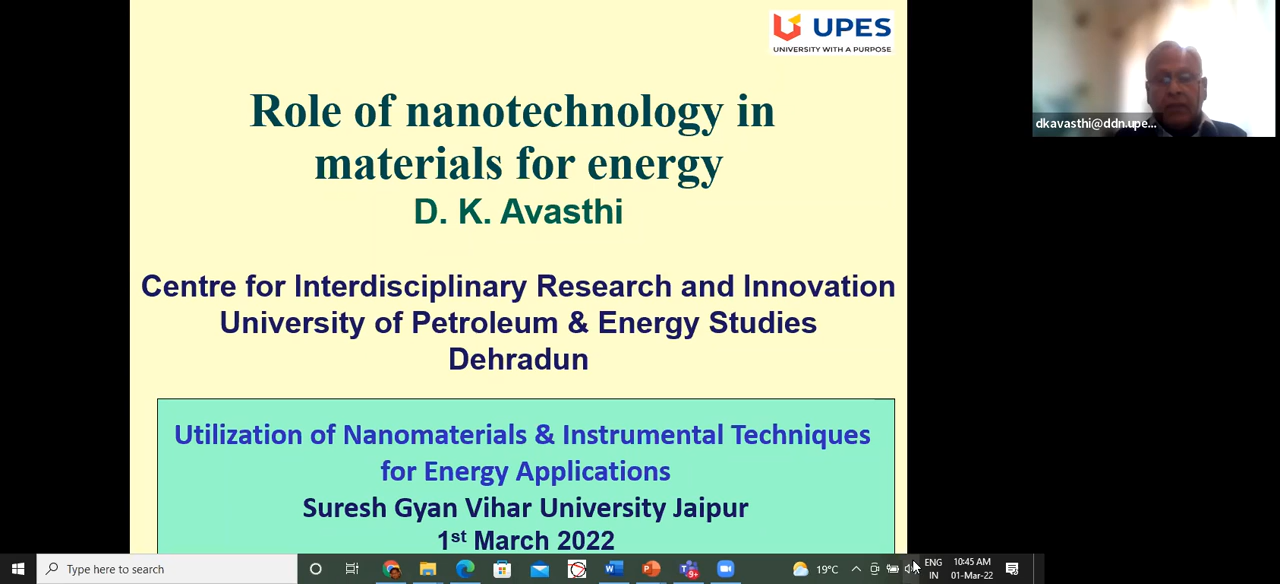 UPES
UNIVERSITY WITH A PURPOSE
Role of nanotechnology in
materials for energy
D. K. Avasthi
Centre for Interdisciplinary Research and Innovation
University of Petroleum & Energy Studies
Dehradun
Utilization of Nanomaterials & Instrumental Techniques
for Energy Applications
Suresh Gyan Vihar University Jaipur
1st March 2022
dkavasthi@ddn.upe...
Type here to search
9+
19°C
ENG
IN
10:45 AM
01-Mar-22